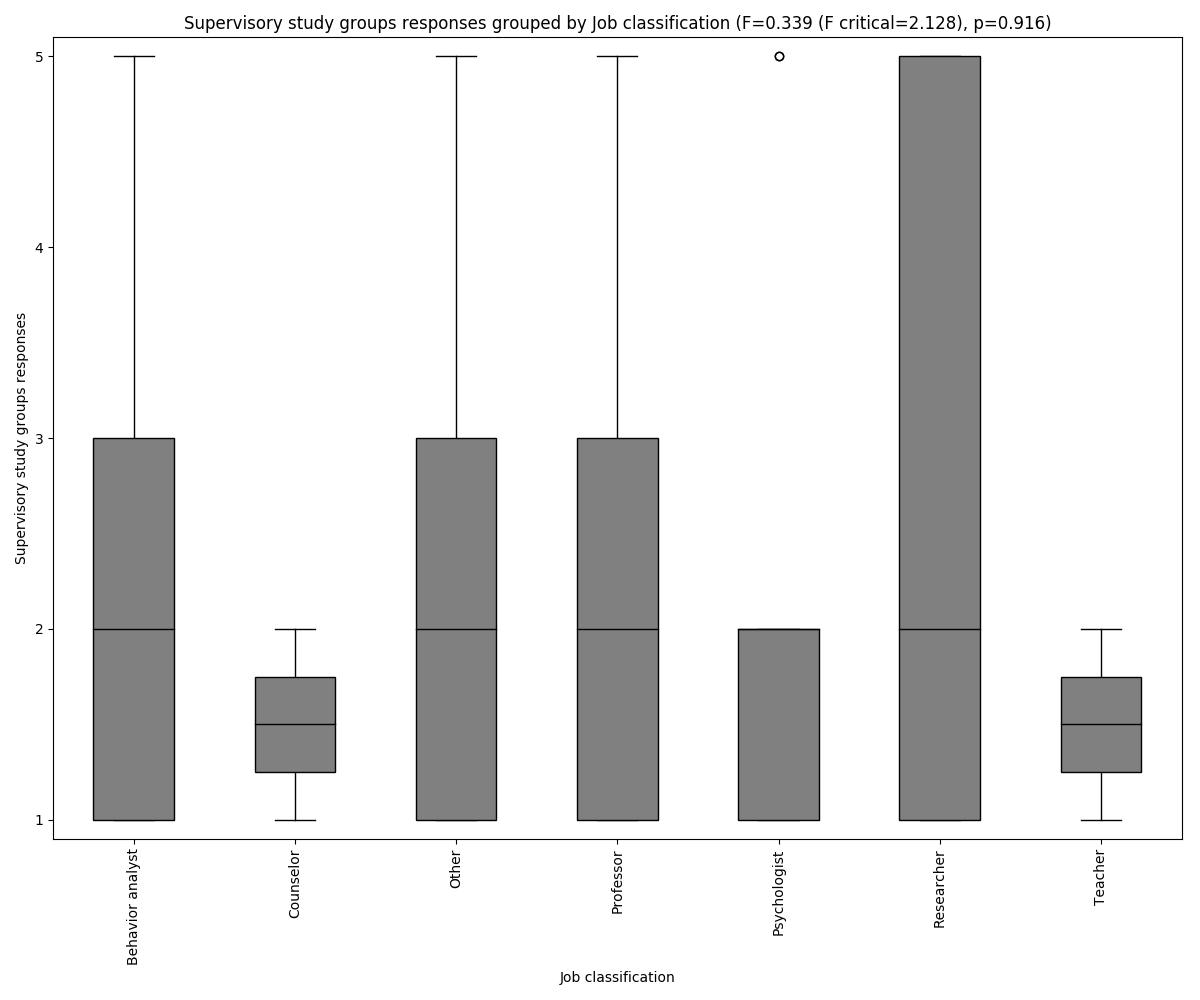 Supervisory study groups responses grouped by Job classification (F=0.339 (F critical=2.128), p=0.916)
Supervisory study groups responses
5
4
3
2
1
Behavior analyst
Counselor
Other
Professor
Psychologist
Researcher
Teacher
Job classification